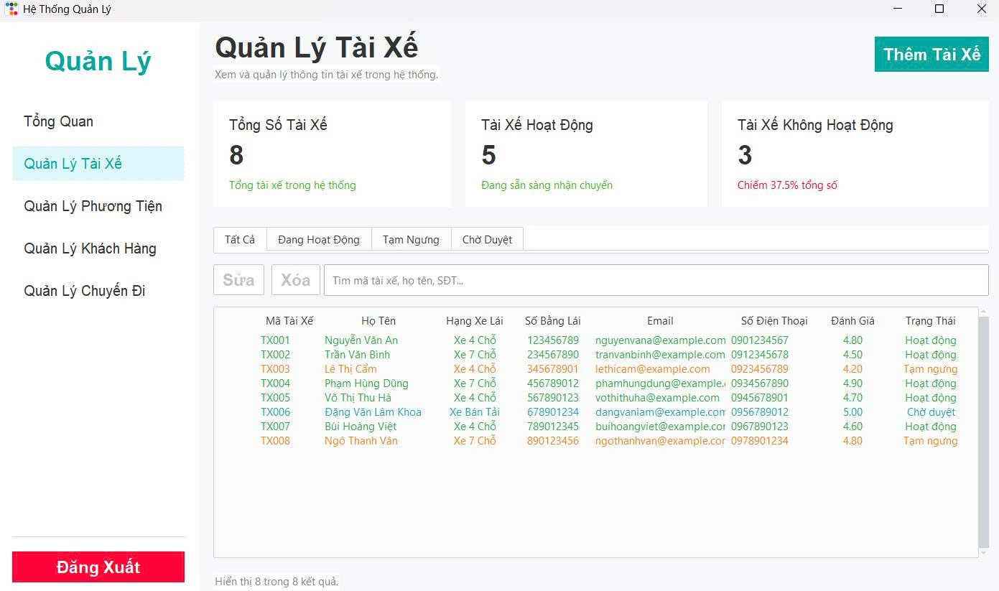 Hệ Thống Quản Lý
Quản Lý
Tổng Quan
Quản Lý Tài Xế
Quản Lý Phương Tiện
Quản Lý Khách Hàng
Quản Lý Chuyến Đi
Đăng Xuất
Quản Lý Tài Xế
Xem và quản lý thông tin tài xế trong hệ thống.
Thêm Tài Xế
Tổng Số Tài Xế
8
Tổng tài xế trong hệ thống
Tài Xế Hoạt Động
5
Đang sẵn sàng nhận chuyến
Tài Xế Không Hoạt Động
3
Chiếm 37.5% tổng số
Tất Cả Đang Hoạt Động Tạm Ngưng Chờ Duyệt
Sửa Xóa Tìm mã tài xế, họ tên, SĐT...
Mã Tài Xế Họ Tên Hạng Xe Lái Số Bằng Lái Email Số Điện Thoại Đánh Giá Trạng Thái
TX001 Nguyễn Văn An Xe 4 Chỗ 123456789 nguyenvana@example.com 0901234567 4.80 Hoạt động
TX002 Trần Văn Bình Xe 7 Chỗ 234567890 tranvanbinh@example.com 0912345678 4.50 Hoạt động
TX003 Lê Thị Cẩm Xe 4 Chỗ 345678901 lethicam@example.com 0923456789 4.20 Tạm ngưng
TX004 Phạm Hùng Dũng Xe 7 Chỗ 456789012 phamhungdung@example. 0934567890 4.90 Hoạt động
TX005 Võ Thị Thu Hà Xe 4 Chỗ 567890123 vothithuha@example.com 0945678901 4.70 Hoạt động
TX006 Đặng Văn Lâm Khoa Xe Bán Tải 678901234 dangvanlam@example.com 0956789012 5.00 Chờ duyệt
TX007 Bùi Hoàng Việt Xe 4 Chỗ 789012345 buihoangviet@example.cor 0967890123 4.60 Hoạt động
TX008 Ngô Thanh Vân Xe 7 Chỗ 890123456 ngothanhvan@example.cor 0978901234 4.80 Tạm ngưng
Hiển thị 8 trong 8 kết quả.